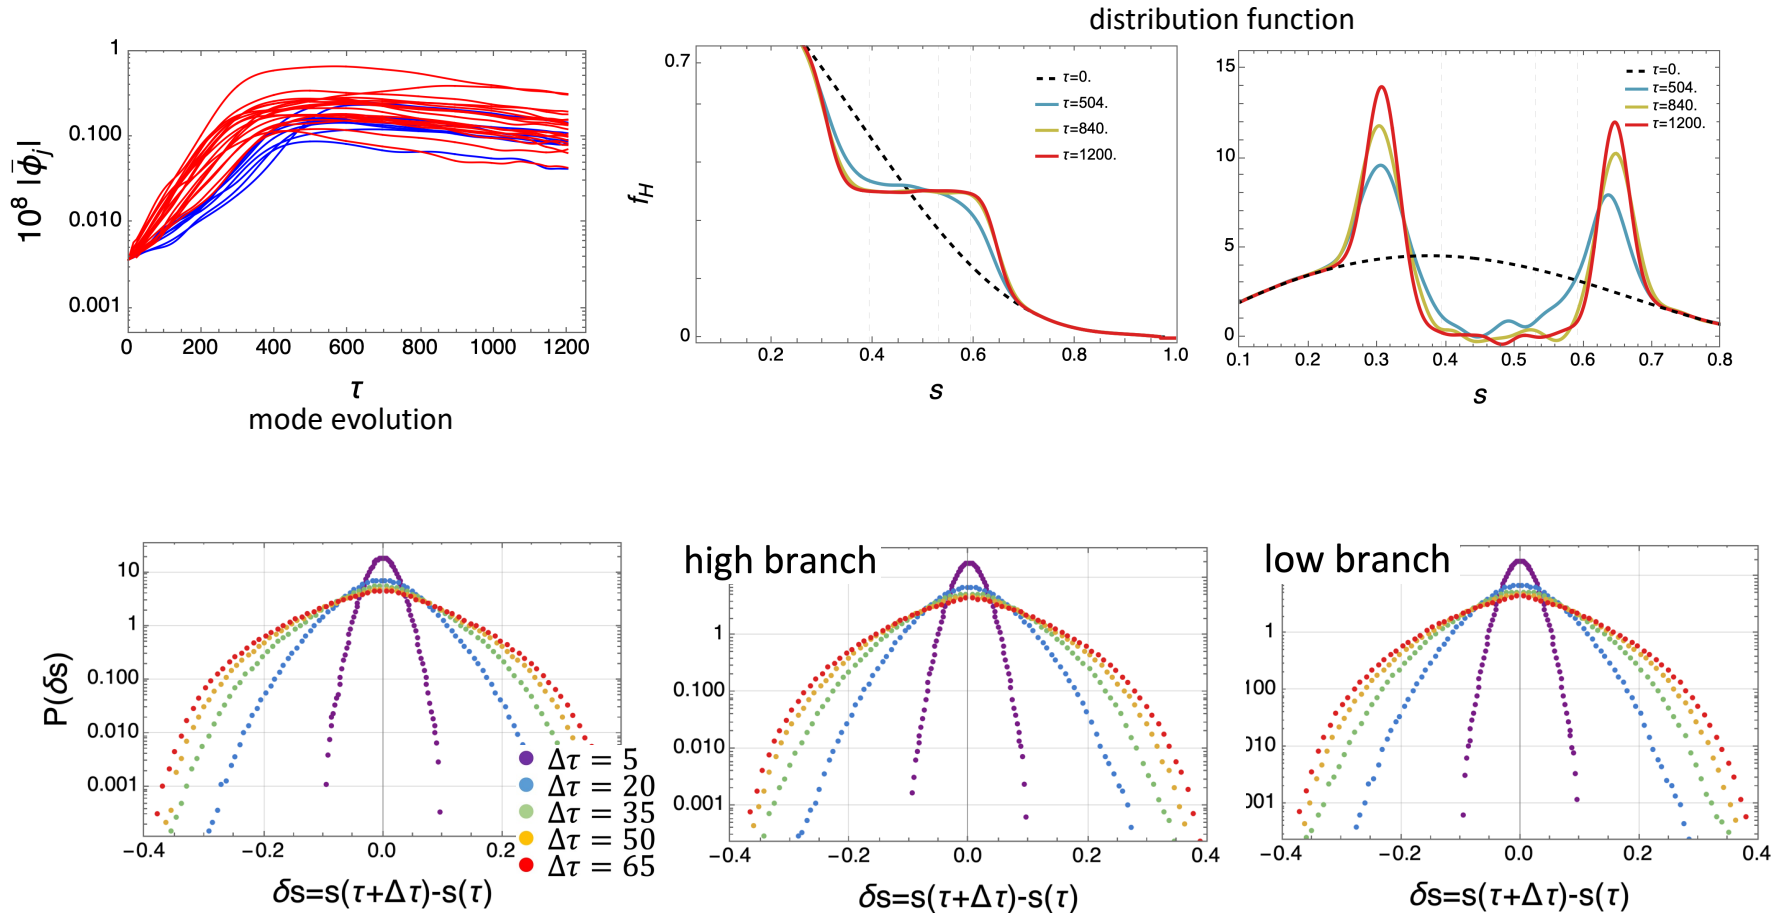 distribution function
1
0.100
0.010
0.001
10⁸ |ϕ̄ⱼ|
0 200 400 600 800 1000 1200
τ
mode evolution
0.7
0
f_H
τ=0.
τ=504.
τ=840.
τ=1200.
0.2 0.4 0.6 0.8 1.0
s
15
10
5
0
τ=0.
τ=504.
τ=840.
τ=1200.
0.1 0.2 0.3 0.4 0.5 0.6 0.7 0.8
s
10
1
0.100
0.010
0.001
P(δs)
−0.4 −0.2 0.0 0.2
δs=s(τ+Δτ)-s(τ)
Δτ = 5
Δτ = 20
Δτ = 35
Δτ = 50
Δτ = 65
high branch
1
0.100
0.010
0.001
−0.4 −0.2 0.0 0.2 0.4
δs=s(τ+Δτ)-s(τ)
low branch
1
100
)10
)01
−0.4 −0.2 0.0 0.2 0.4
δs=s(τ+Δτ)-s(τ)